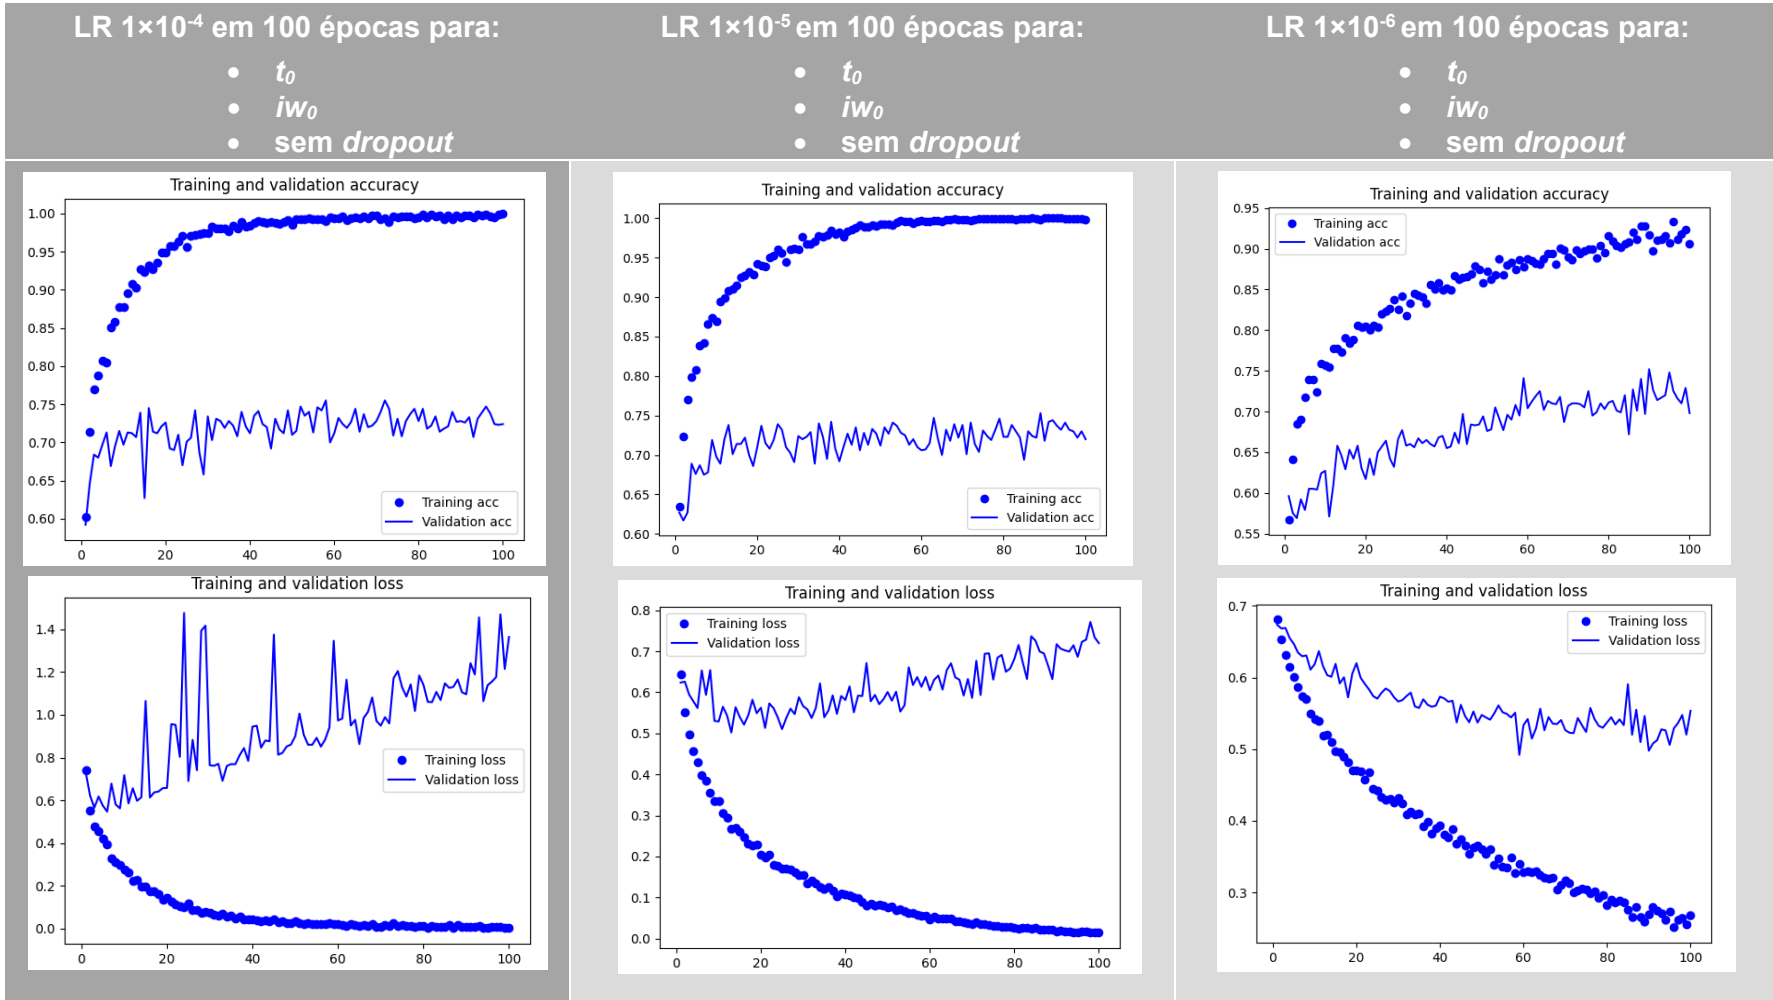 LR 1×10-4 em 100 épocas para:
• t0
• iw0
• sem dropout
LR 1×10-5 em 100 épocas para:
• t0
• iw0
• sem dropout
LR 1×10-6 em 100 épocas para:
• t0
• iw0
• sem dropout
Training and validation accuracy
1.00
0.95
0.90
0.85
0.80
0.75
0.70
0.65
0.60
Training acc
Validation acc
0 20 40 60 80 100
Training and validation accuracy
1.00
0.95
0.90
0.85
0.80
0.75
0.70
0.65
0.60
Training acc
Validation acc
0 20 40 60 80 100
Training and validation accuracy
0.95
0.90
0.85
0.80
0.75
0.70
0.65
0.60
0.55
Training acc
Validation acc
0 20 40 60 80 100
Training and validation loss
1.4
1.2
1.0
0.8
0.6
0.4
0.2
0.0
Training loss
Validation loss
0 20 40 60 80 100
Training and validation loss
0.8
0.7
0.6
0.5
0.4
0.3
0.2
0.1
0.0
Training loss
Validation loss
0 20 40 60 80 100
Training and validation loss
0.7
0.6
0.5
0.4
0.3
Training loss
Validation loss
0 20 40 60 80 100